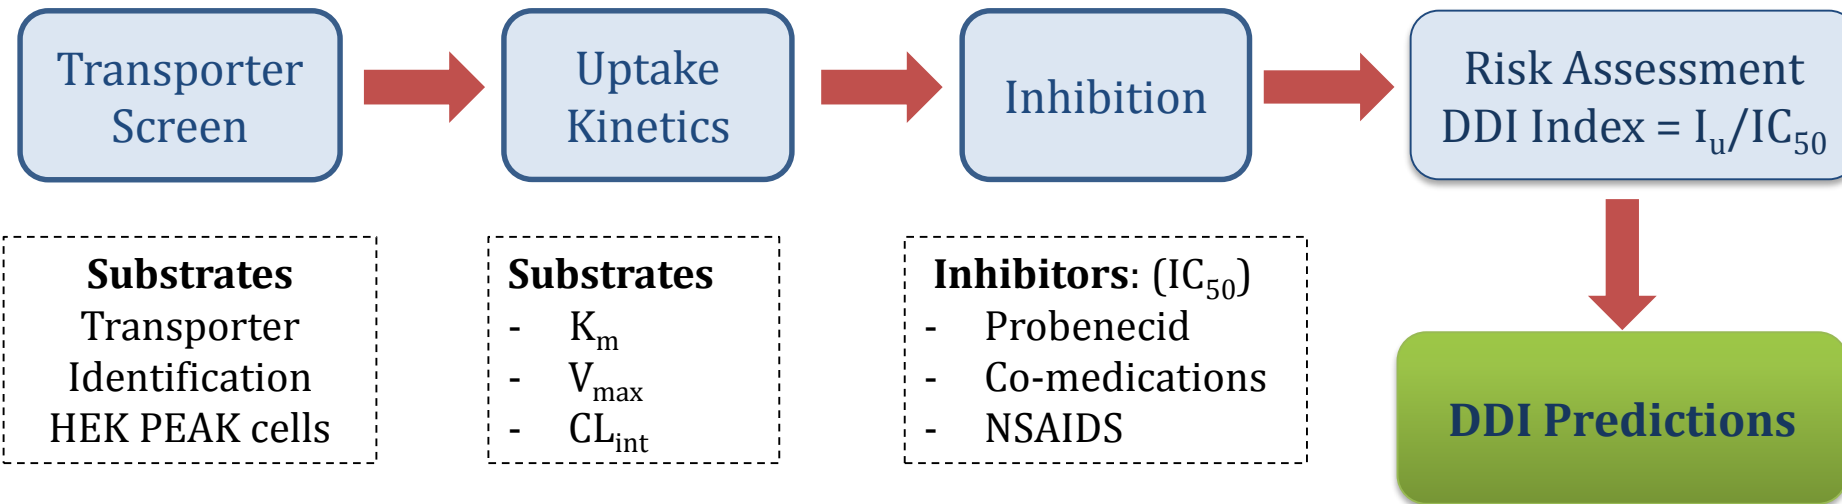 Transporter
Screen
Uptake
Kinetics
Inhibition
Risk Assessment
DDI Index = Iᵤ/IC₅₀
Substrates
Transporter
Identification
HEK PEAK cells
Substrates
- Kₘ
- Vₘₐₓ
- CLᵢₙₜ
Inhibitors: (IC₅₀)
- Probenecid
- Co-medications
- NSAIDS
DDI Predictions